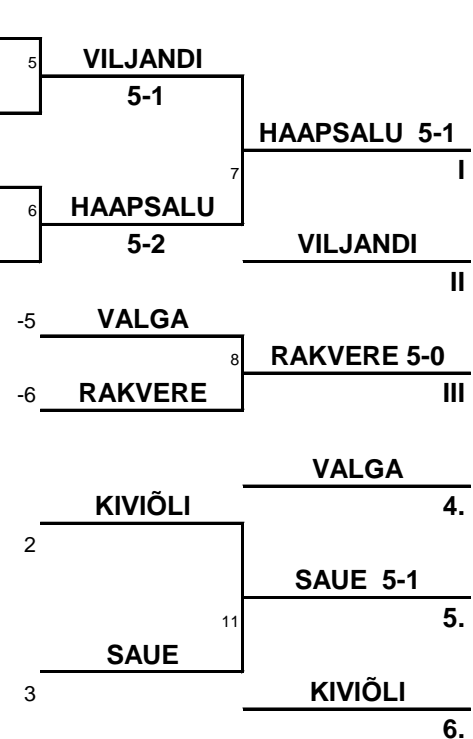 5 VILJANDI
5-1
HAAPSALU 5-1
7 I
6 HAAPSALU
5-2 VILJANDI
II
-5 VALGA
8 RAKVERE 5-0
-6 RAKVERE III
VALGA
KIVIÕLI 4.
2
SAUE 5-1
11 5.
SAUE
3 KIVIÕLI
6.